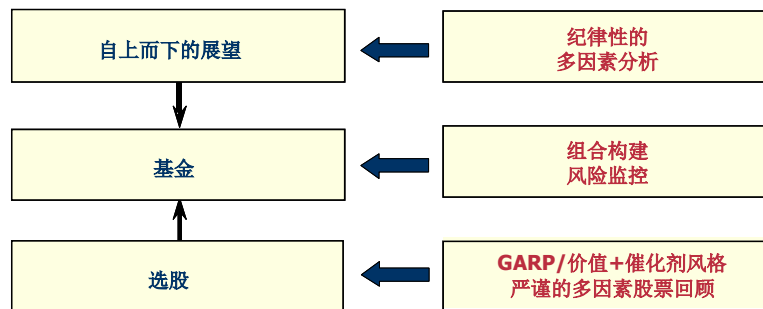 自上而下的展望
纪律性的
多因素分析
基金
组合构建
风险监控
选股
GARP/价值+催化剂风格
严谨的多因素股票回顾